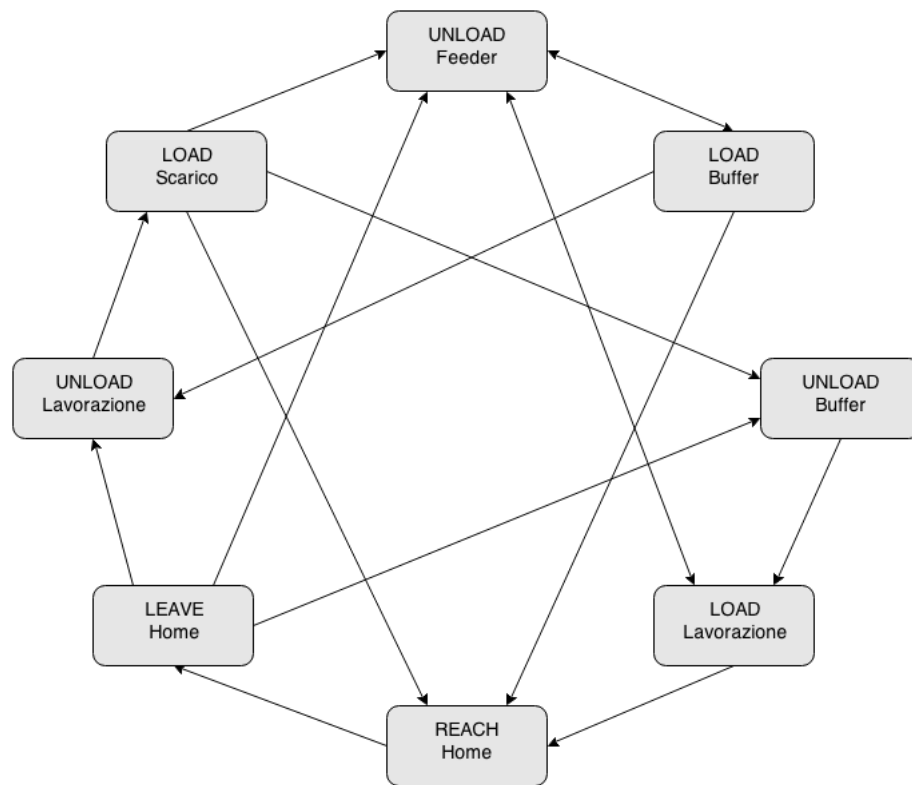 UNLOAD
Feeder
LOAD
Scarico
LOAD
Buffer
UNLOAD
Lavorazione
UNLOAD
Buffer
LEAVE
Home
LOAD
Lavorazione
REACH
Home